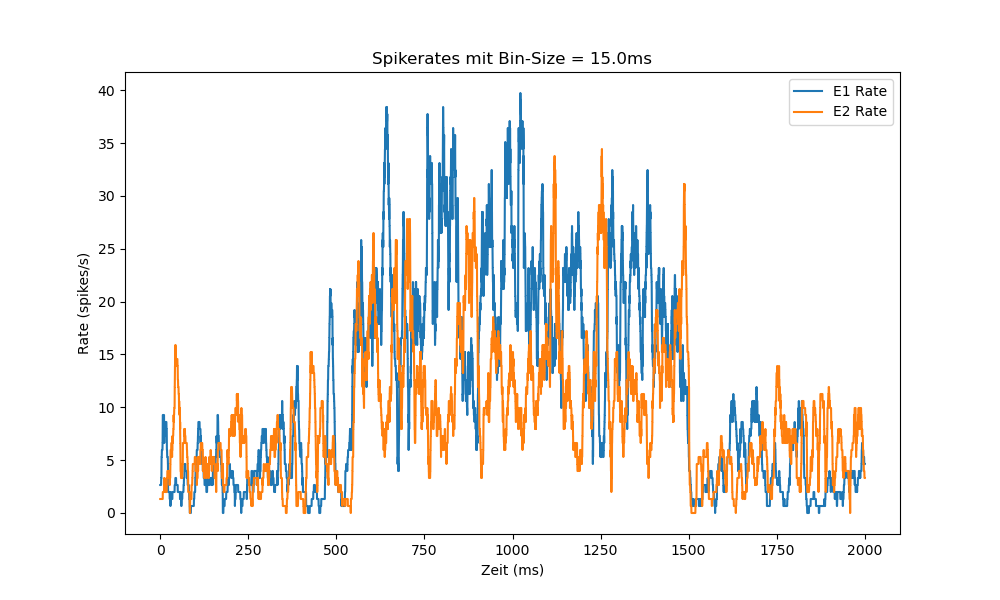 Spikerates mit Bin-Size = 15.0ms
E1 Rate
E2 Rate
Rate (spikes/s)
40
35
30
25
20
15
10
5
0
0 250 500 750 1000 1250 1500 1750 2000
Zeit (ms)